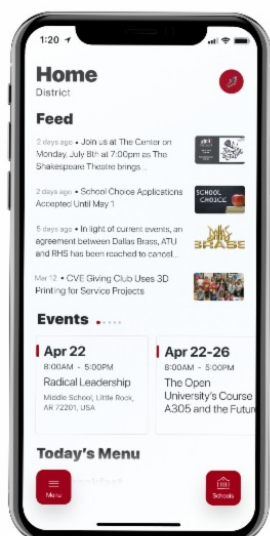 1:20
Home
District
Feed
2 days ago • Join us at The Center on
Monday, July 8th at 7:00pm as The
Shakespeare Theatre brings...
2 days ago • School Choice Applications
Accepted Until May 1
SCHOOL
CHOICE
5 days ago • In light of current events, an
agreement between Dallas Brass, ATU
and RHS has been reached to cancel...
BRASS
Mar 12 • CVE Giving Club Uses 3D
Printing for Service Projects
Events
Apr 22
8:00AM - 5:00PM
Radical Leadership
Middle School, Little Rock,
AR 72201, USA
Apr 22-26
8:00AM - 5:00PM
The Open
University's Course
A305 and the Futur
Today's Menu
Breakfast
Menu
Schools